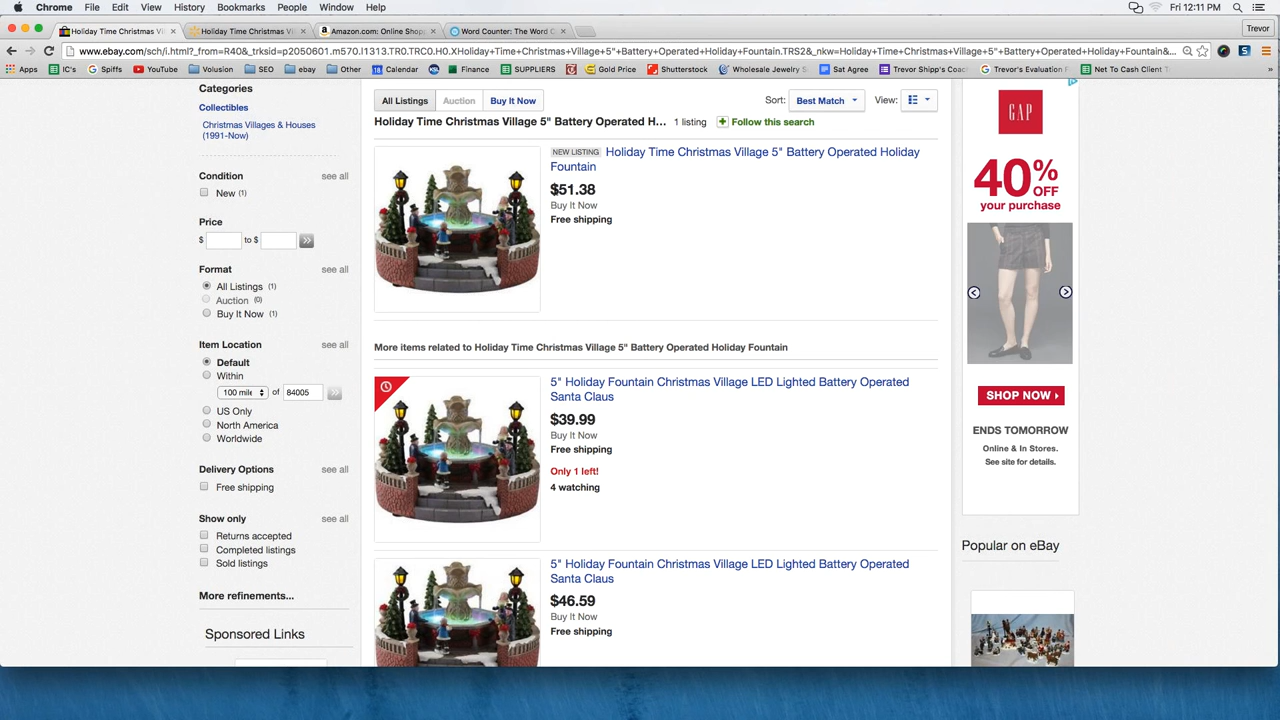 Chrome File Edit View History Bookmarks People Window Help Fri 12:11 PM
Holiday Time Christmas Vil × Holiday Time Christmas Vi × Amazon.com: Online Shop × Word Counter: The Word C × Trevor
www.ebay.com/sch/i.html?_from=R40&_trksid=p2050601.m570.l1313.TR0.TRC0.H0.XHoliday+Time+Christmas+Village+5"+Battery+Operated+Holiday+Fountain.TRS2&_nkw=Holiday+Time+Christmas+Village+5"+Battery+Operated+Holiday+Fountain&...
Apps IC's Spiffs YouTube Volusion SEO ebay Other Calendar KSL Finance SUPPLIERS Gold Price Shutterstock Wholesale Jewelry Sat Agree Trevor Shipp's Coac Trevor's Evaluation Net To Cash Client T »
Categories
Collectibles
Christmas Villages & Houses
(1991-Now)
Condition see all
New (1)
Price
$ to $ »
Format see all
All Listings (1)
Auction (0)
Buy It Now (1)
Item Location see all
Default
Within
100 mile of 84005 »
US Only
North America
Worldwide
Delivery Options see all
Free shipping
Show only see all
Returns accepted
Completed listings
Sold listings
More refinements...
Sponsored Links
All Listings Auction Buy It Now Sort: Best Match View:
Holiday Time Christmas Village 5" Battery Operated H... 1 listing + Follow this search
NEW LISTING Holiday Time Christmas Village 5" Battery Operated Holiday
Fountain
$51.38
Buy It Now
Free shipping
More items related to Holiday Time Christmas Village 5" Battery Operated Holiday Fountain
5" Holiday Fountain Christmas Village LED Lighted Battery Operated
Santa Claus
$39.99
Buy It Now
Free shipping
Only 1 left!
4 watching
5" Holiday Fountain Christmas Village LED Lighted Battery Operated
Santa Claus
$46.59
Buy It Now
Free shipping
GAP
40% OFF
your purchase
SHOP NOW
ENDS TOMORROW
Online & In Stores.
See site for details.
Popular on eBay